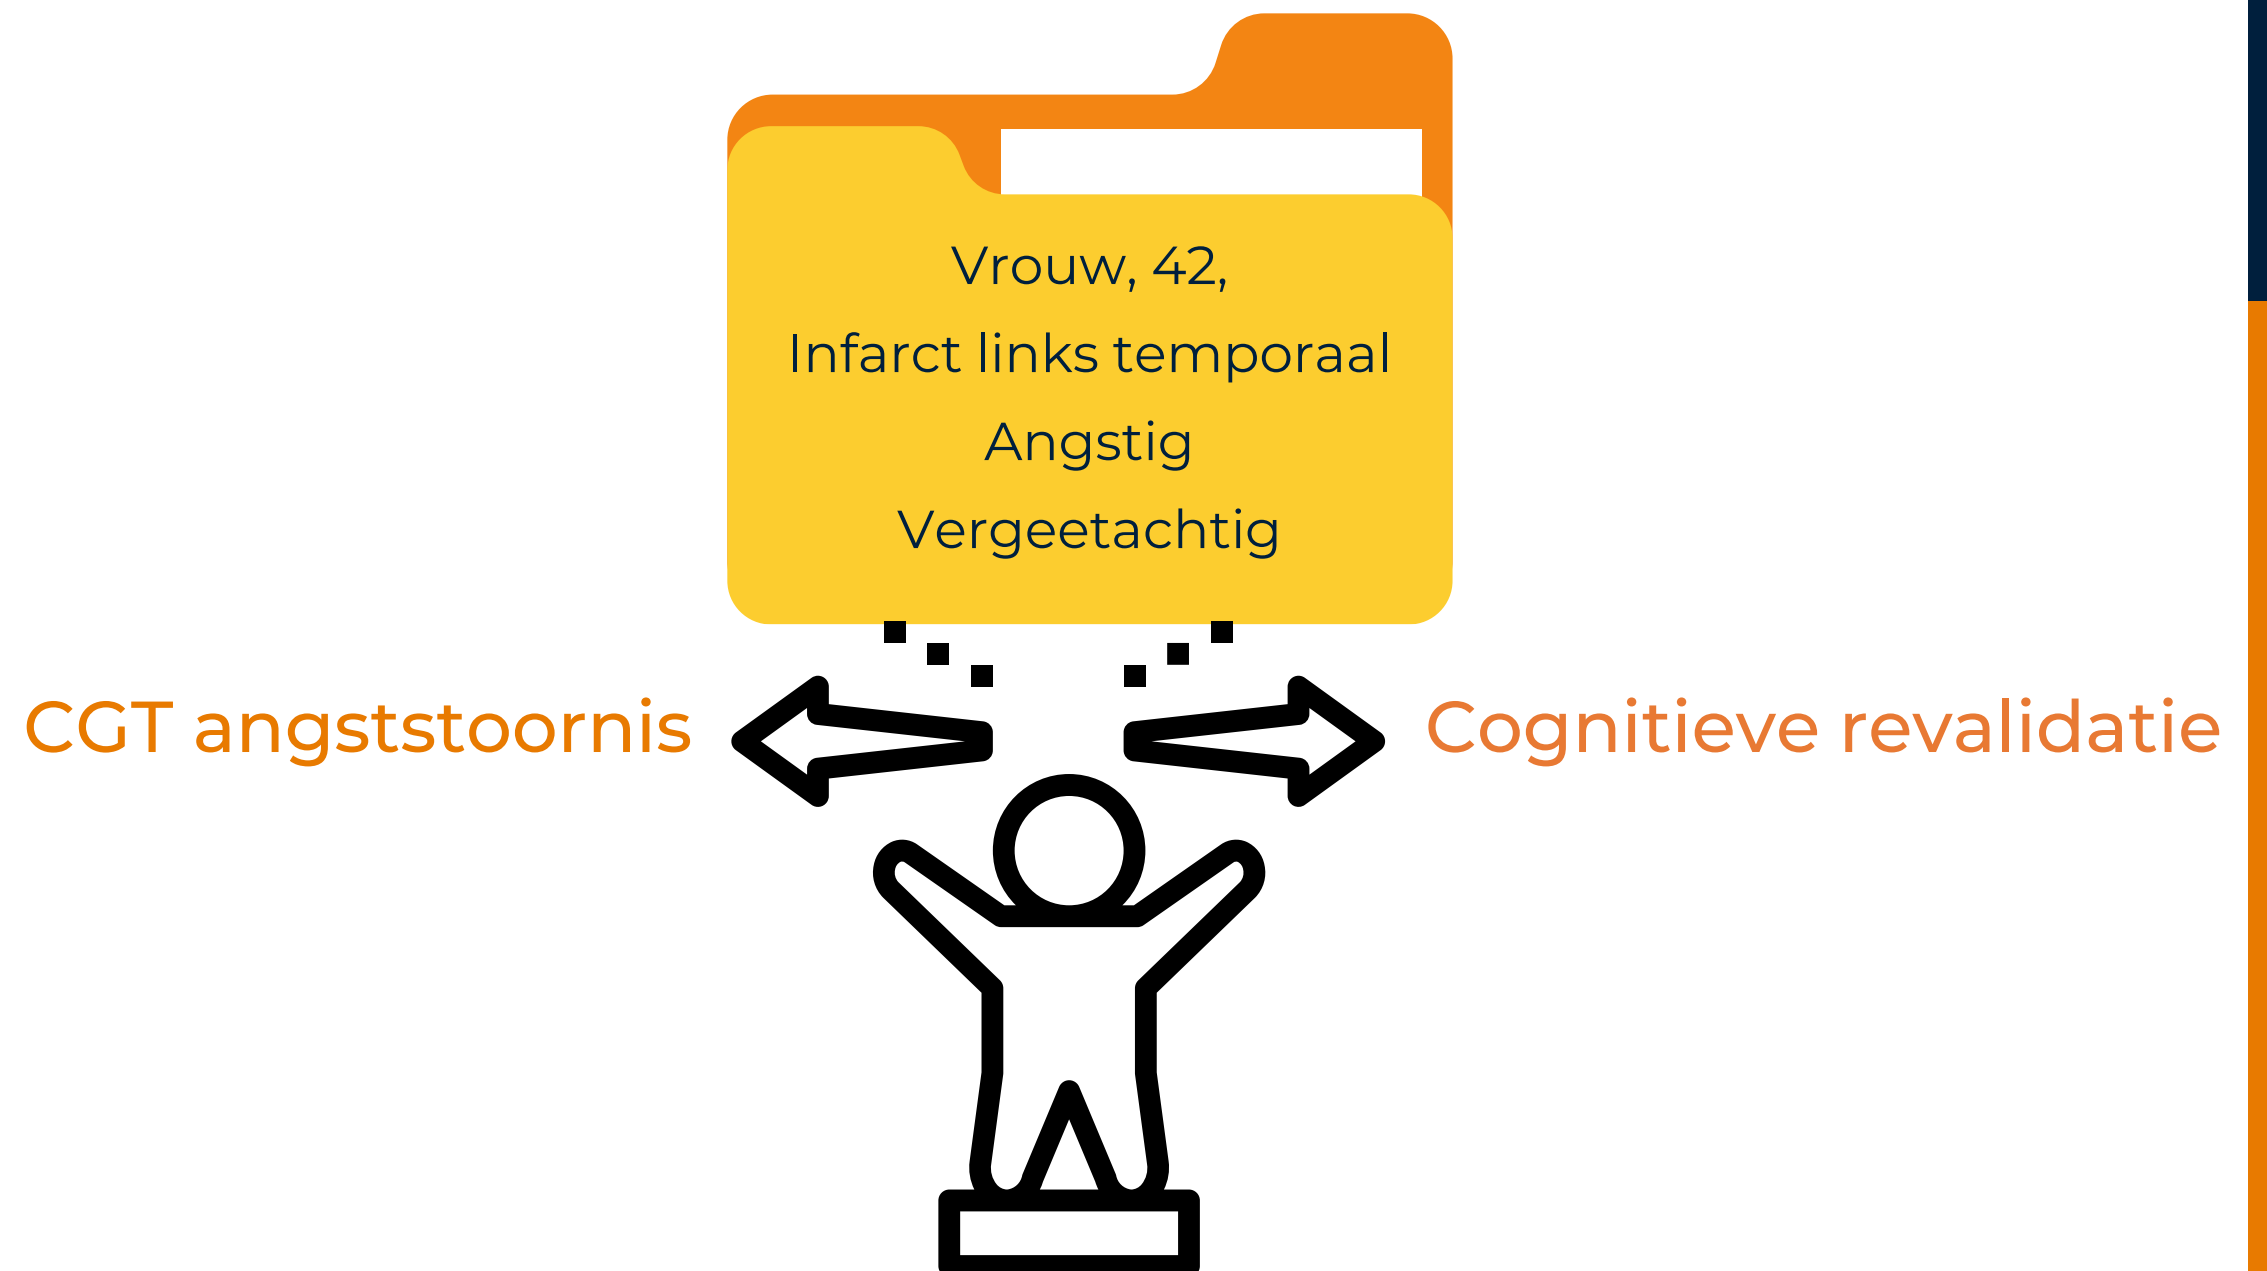 Vrouw, 42,
Infarct links temporaal
Angstig
Vergeetachtig
CGT angststoornis
Cognitieve revalidatie